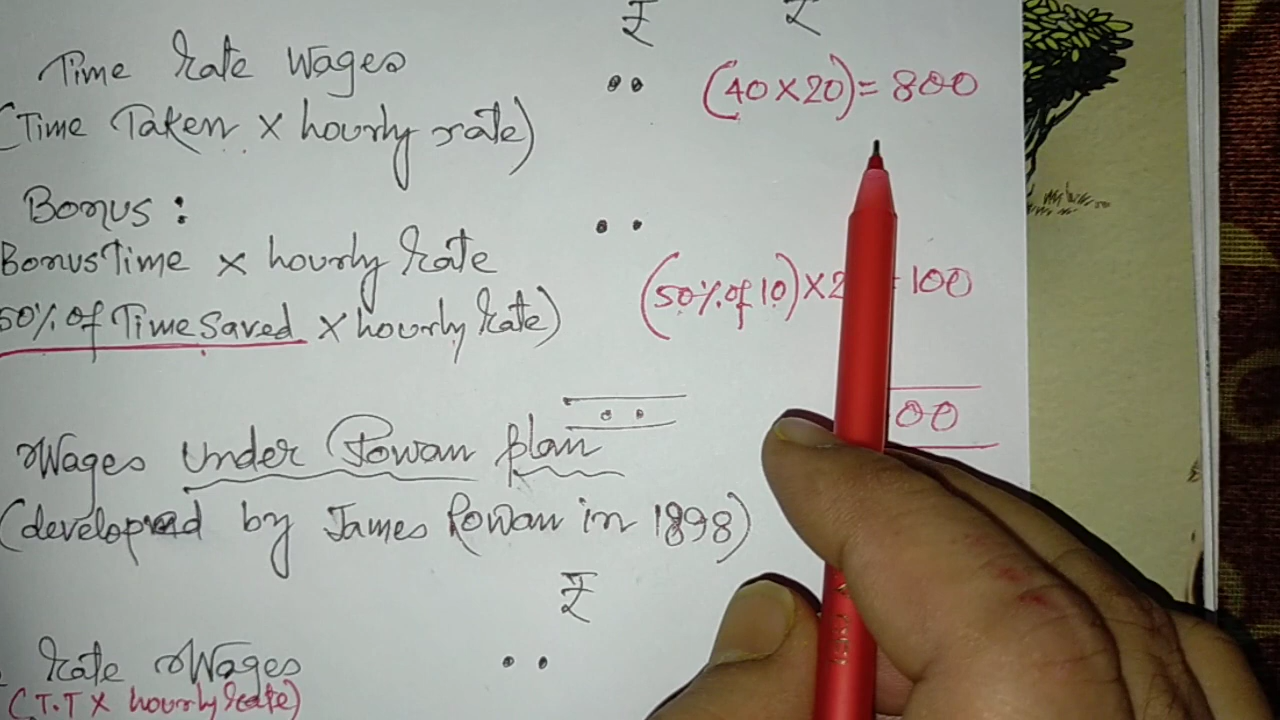 ₹ ₹
Time Rate Wages .. (40 X 20) = 800
(Time Taken X hourly rate)
Bonus : ..
BonusTime x hourly Rate (50% of 10) X 2 100
50% Of Time Saved X hourly Rate)
00
Wages Under Rowan plan
(developed by James Rowan in 1898)
₹
Rate Wages ..
(T.T X hourly Rate)